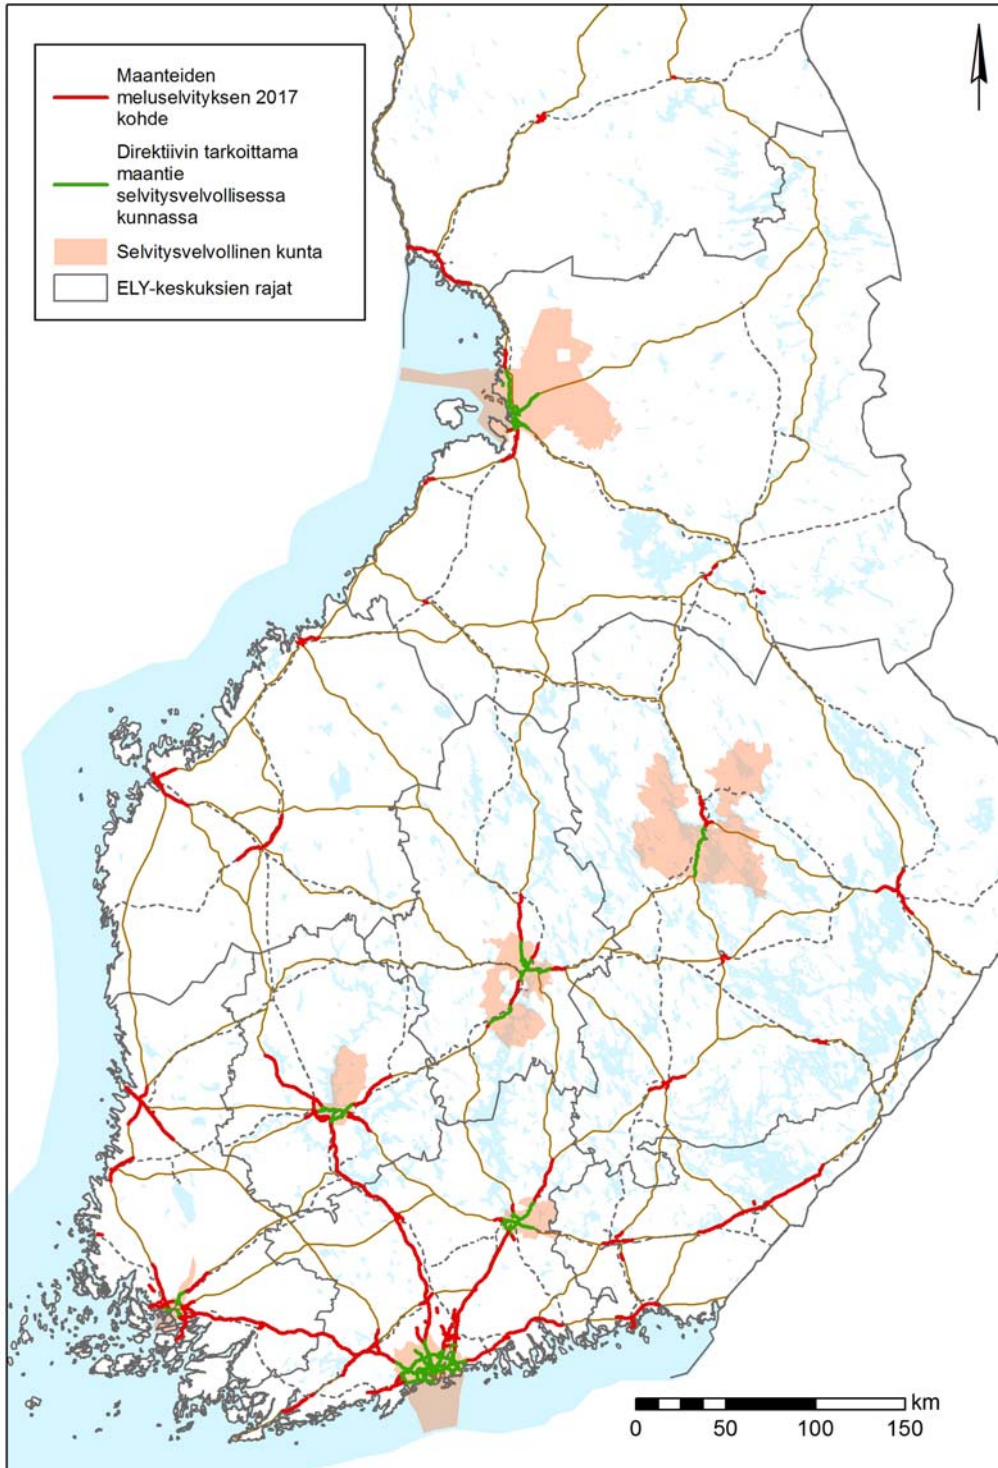 Maanteiden
meluselvityksen 2017
kohde
Direktiivin tarkoittama
maantie
selvitysvelvollisessa
kunnassa
Selvitysvelvollinen kunta
ELY-keskuksien rajat
km
0 50 100 150